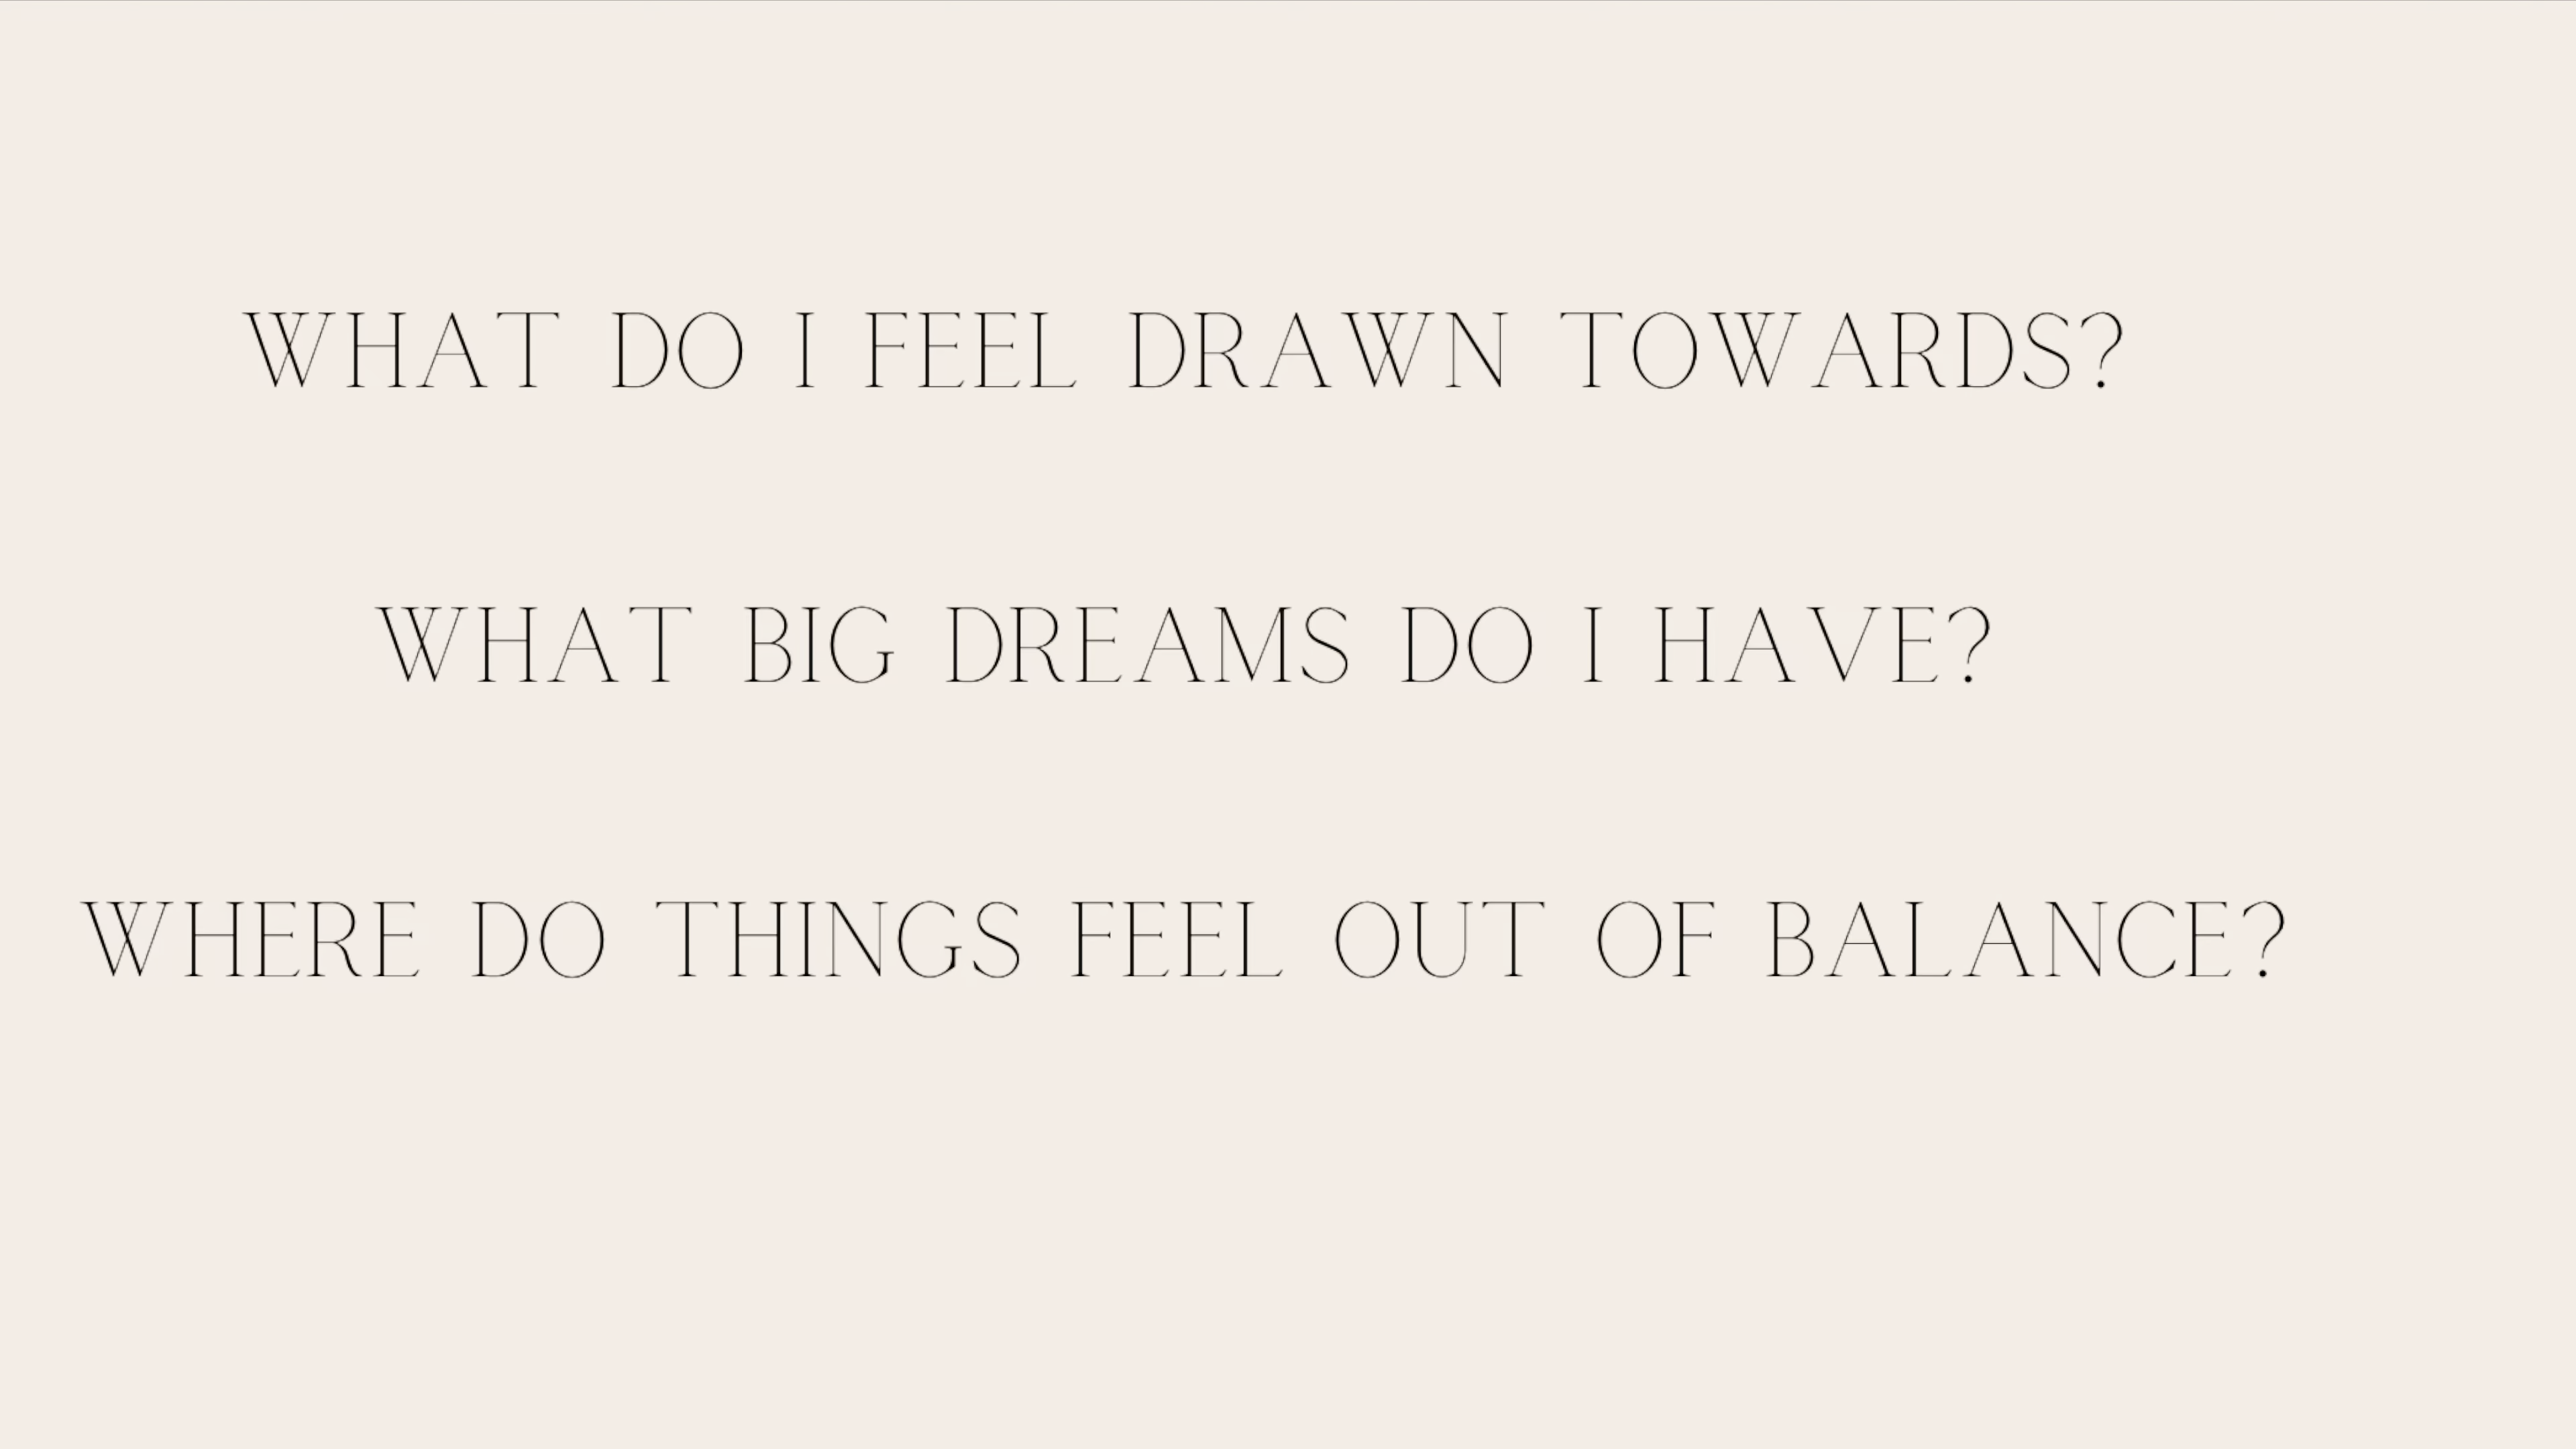 WHAT DO I FEEL DRAWN TOWARDS?
WHAT BIG DREAMS DO I HAVE?
WHERE DO THINGS FEEL OUT OF BALANCE?